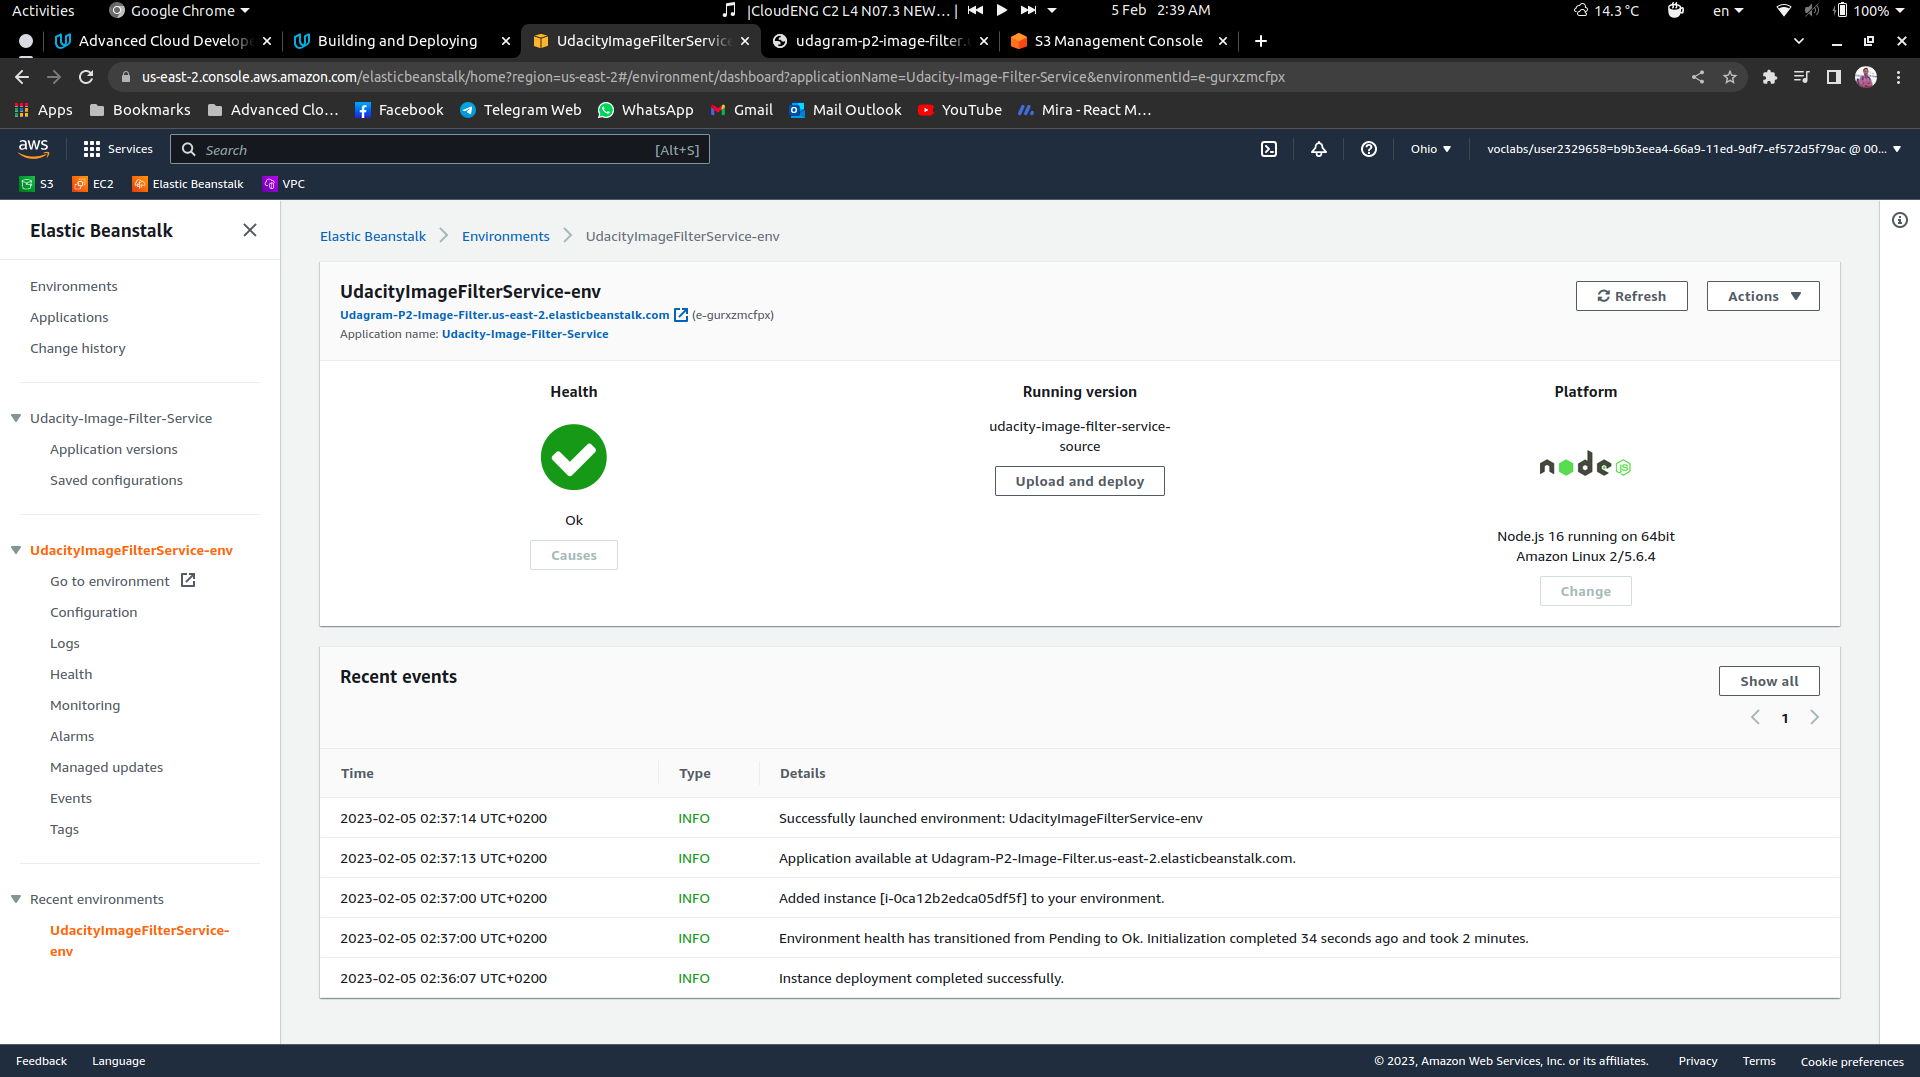 Activities
Google Chrome
|CloudENG C2 L4 N07.3 NEW... |
5 Feb 2:39 AM
14.3 °C
en
100%
Advanced Cloud Develope
Building and Deploying
UdacityImageFilterService
udagram-p2-image-filter.
S3 Management Console
us-east-2.console.aws.amazon.com/elasticbeanstalk/home?region=us-east-2#/environment/dashboard?applicationName=Udacity-Image-Filter-Service&environmentId=e-gurxzmcfpx
Apps
Bookmarks
Advanced Clo...
Facebook
Telegram Web
WhatsApp
Gmail
Mail Outlook
YouTube
Mira - React M...
aws
Services
Search
[Alt+S]
Ohio
voclabs/user2329658=b9b3eea4-66a9-11ed-9df7-ef572d5f79ac @ 00...
S3
EC2
Elastic Beanstalk
VPC
Elastic Beanstalk
Environments
Applications
Change history
Udacity-Image-Filter-Service
Application versions
Saved configurations
UdacityImageFilterService-env
Go to environment
Configuration
Logs
Health
Monitoring
Alarms
Managed updates
Events
Tags
Recent environments
UdacityImageFilterService-
env
Elastic Beanstalk
Environments
UdacityImageFilterService-env
UdacityImageFilterService-env
Udagram-P2-Image-Filter.us-east-2.elasticbeanstalk.com (e-gurxzmcfpx)
Application name: Udacity-Image-Filter-Service
Refresh
Actions
Health
Ok
Causes
Running version
udacity-image-filter-service-
source
Upload and deploy
Platform
node JS
Node.js 16 running on 64bit
Amazon Linux 2/5.6.4
Change
Recent events
Show all
1
Time Type Details
2023-02-05 02:37:14 UTC+0200 INFO Successfully launched environment: UdacityImageFilterService-env
2023-02-05 02:37:13 UTC+0200 INFO Application available at Udagram-P2-Image-Filter.us-east-2.elasticbeanstalk.com.
2023-02-05 02:37:00 UTC+0200 INFO Added instance [i-0ca12b2edca05df5f] to your environment.
2023-02-05 02:37:00 UTC+0200 INFO Environment health has transitioned from Pending to Ok. Initialization completed 34 seconds ago and took 2 minutes.
2023-02-05 02:36:07 UTC+0200 INFO Instance deployment completed successfully.
Feedback
Language
© 2023, Amazon Web Services, Inc. or its affiliates.
Privacy
Terms
Cookie preferences